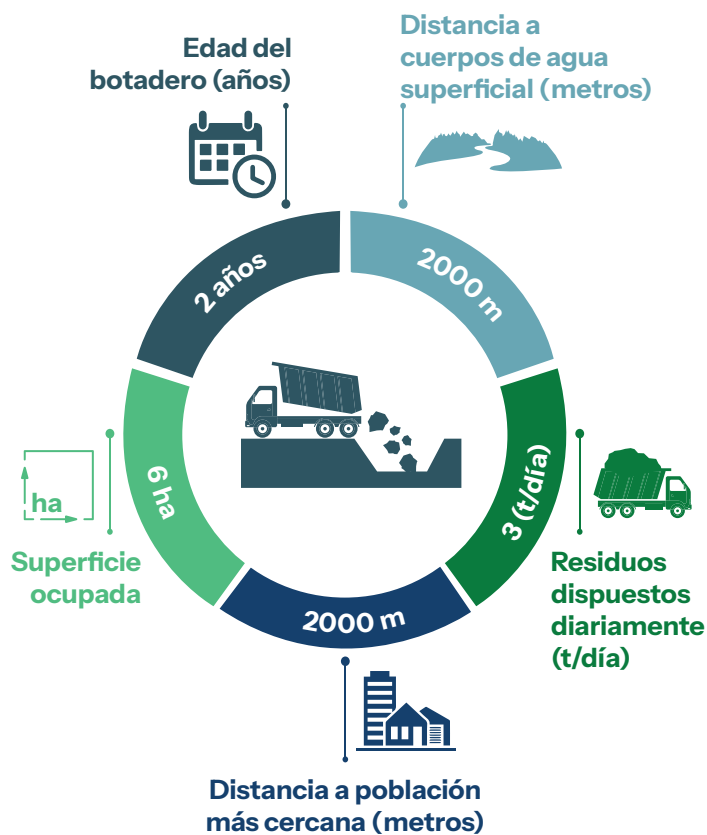 Edad del
botadero (años)
Distancia a
cuerpos de agua
superficial (metros)
2 años
2000 m
6 ha
3 (t/día)
2000 m
ha
Superficie
ocupada
Residuos
dispuestos
diariamente
(t/día)
Distancia a población
más cercana (metros)